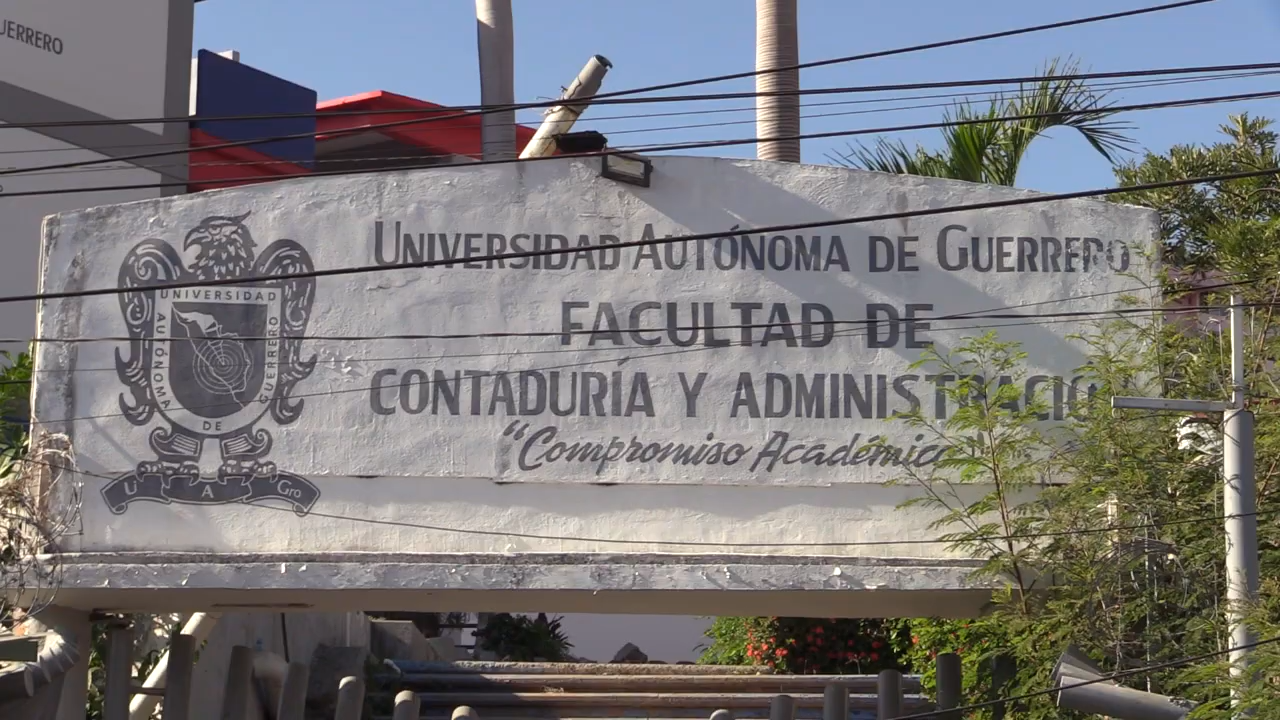 GUERRERO
UNIVERSIDAD AUTÓNOMA DE GUERRERO
FACULTAD DE
CONTADURÍA Y ADMINISTRACIÓN
“Compromiso Académico”
UNIVERSIDAD
AUTÓNOMA
DE
GUERRERO
U A Gro